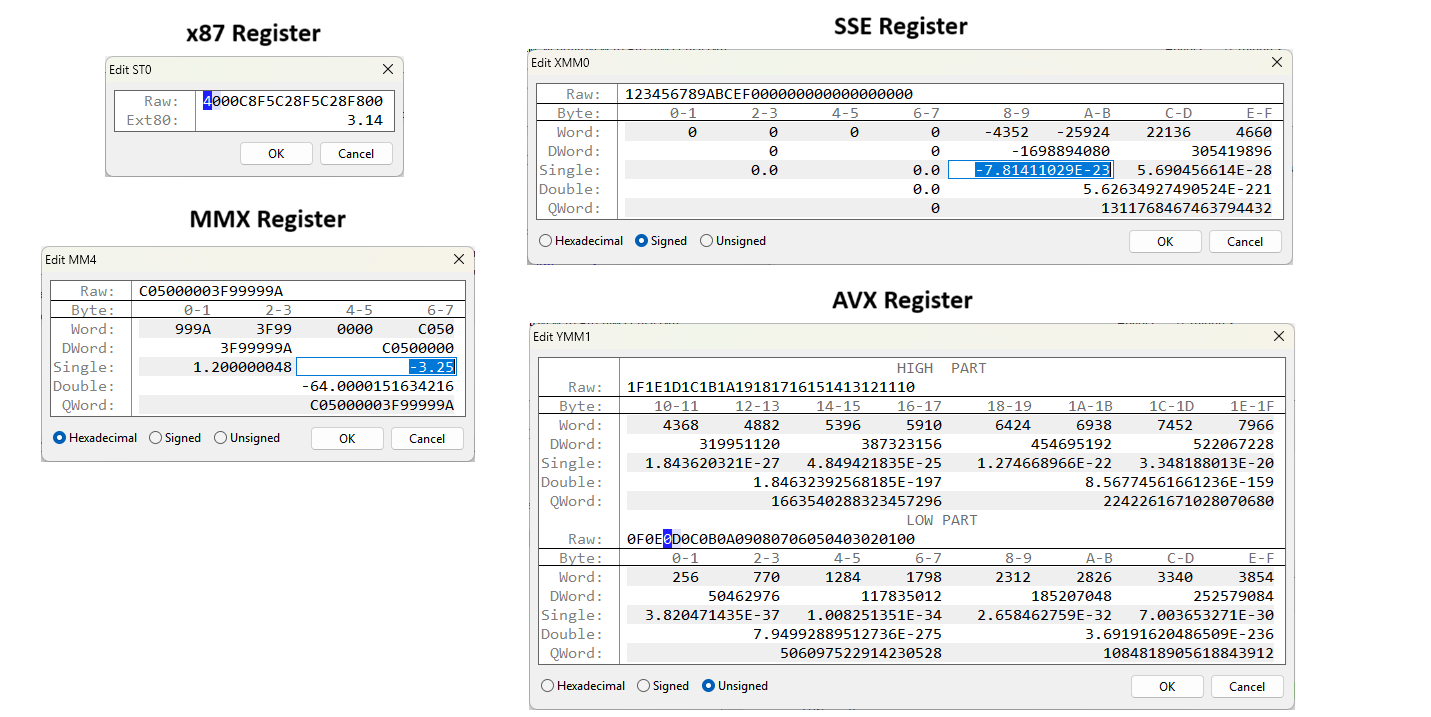 x87 Register
Edit ST0
Raw: 4000C8F5C28F5C28F800
Ext80: 3.14
OK Cancel
MMX Register
Edit MM4
Raw: C05000003F99999A
Byte: 0-1 2-3 4-5 6-7
Word: 999A 3F99 0000 C050
DWord: 3F99999A C0500000
Single: 1.200000048 -3.25
Double: -64.0000151634216
QWord: C05000003F99999A
Hexadecimal Signed Unsigned OK Cancel
SSE Register
Edit XMM0
Raw: 123456789ABCEF000000000000000000
Byte: 0-1 2-3 4-5 6-7 8-9 A-B C-D E-F
Word: 0 0 0 0 -4352 -25924 22136 4660
DWord: 0 0 -1698894080 305419896
Single: 0.0 0.0 -7.81411029E-23 5.690456614E-28
Double: 0.0 5.62634927490524E-221
QWord: 0 1311768467463794432
Hexadecimal Signed Unsigned OK Cancel
AVX Register
Edit YMM1
HIGH PART
Raw: 1F1E1D1C1B1A19181716151413121110
Byte: 10-11 12-13 14-15 16-17 18-19 1A-1B 1C-1D 1E-1F
Word: 4368 4882 5396 5910 6424 6938 7452 7966
DWord: 319951120 387323156 454695192 522067228
Single: 1.843620321E-27 4.849421835E-25 1.274668966E-22 3.348188013E-20
Double: 1.84632392568185E-197 8.56774561661236E-159
QWord: 1663540288323457296 2242261671028070680
LOW PART
Raw: 0F0E0D0C0B0A09080706050403020100
Byte: 0-1 2-3 4-5 6-7 8-9 A-B C-D E-F
Word: 256 770 1284 1798 2312 2826 3340 3854
DWord: 50462976 117835012 185207048 252579084
Single: 3.820471435E-37 1.008251351E-34 2.658462759E-32 7.003653271E-30
Double: 7.94992889512736E-275 3.69191620486509E-236
QWord: 506097522914230528 1084818905618843912
Hexadecimal Signed Unsigned OK Cancel